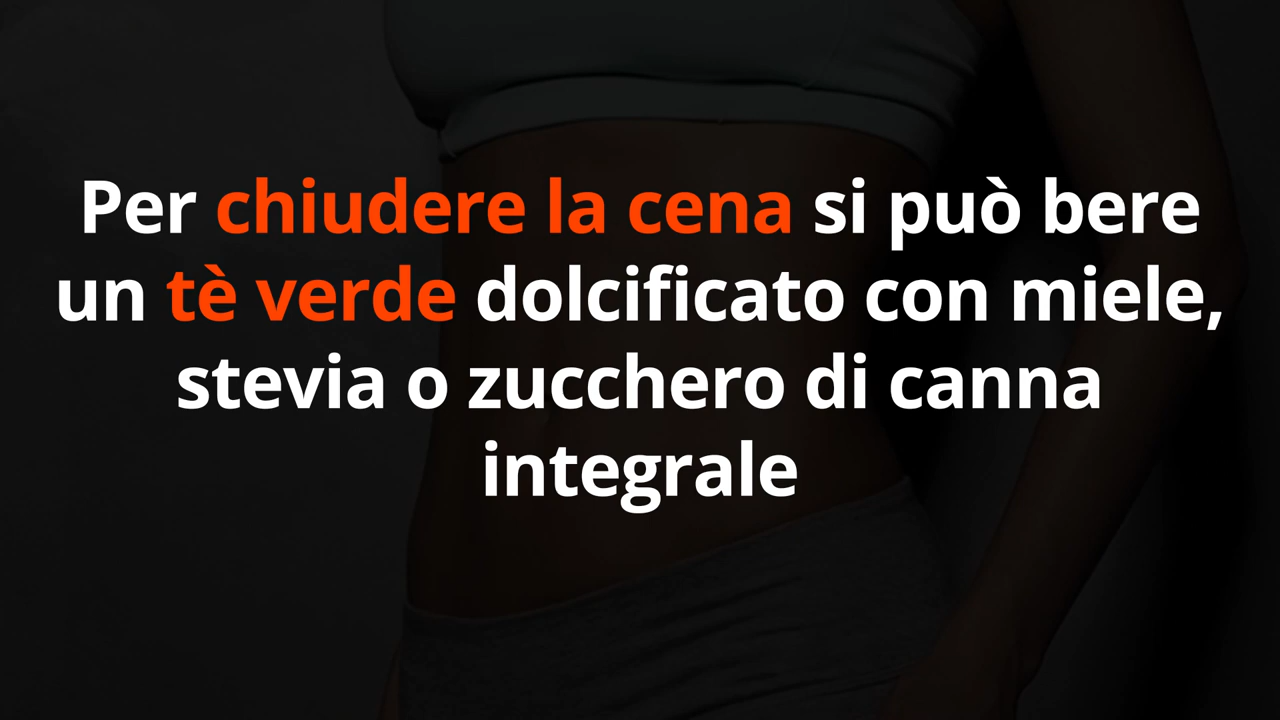 Per chiudere la cena si può bere
un tè verde dolcificato con miele,
stevia o zucchero di canna
integrale